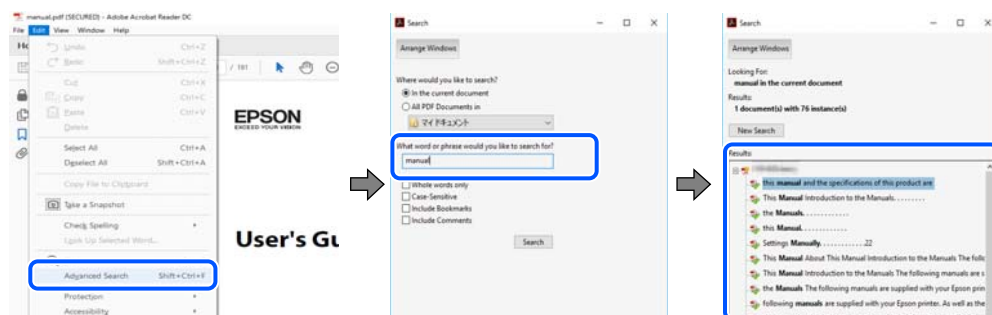 manual.pdf (SECURED) - Adobe Acrobat Reader DC
File Edit View Window Help
Undo Ctrl+Z
Redo Shift+Ctrl+Z
Cut Ctrl+X
Copy Ctrl+C
Paste Ctrl+V
Delete
Select All Ctrl+A
Deselect All Shift+Ctrl+A
Copy File to Clipboard
Take a Snapshot
Check Spelling
Look Up Selected Word...
Advanced Search Shift+Ctrl+F
Protection
Accessibility
/ 181
EPSON
EXCEED YOUR VISION
User's Gu
Search
Arrange Windows
Where would you like to search?
In the current document
All PDF Documents in
マイ ドキュメント
What word or phrase would you like to search for?
manual
Whole words only
Case-Sensitive
Include Bookmarks
Include Comments
Search
Search
Arrange Windows
Looking For:
manual in the current document
Results:
1 document(s) with 76 instance(s)
New Search
Results
this manual and the specifications of this product are
This Manual Introduction to the Manuals. . . . . . . . .
the Manuals. . . . . . . . . . . .
this Manual. . . . . . . . . . . .
Settings Manually. . . . . . . . . . . . 22
This Manual About This Manual Introduction to the Manuals The follo
This Manual Introduction to the Manuals The following manuals are s
the Manuals The following manuals are supplied with your Epson prin
following manuals are supplied with your Epson printer. As well as the